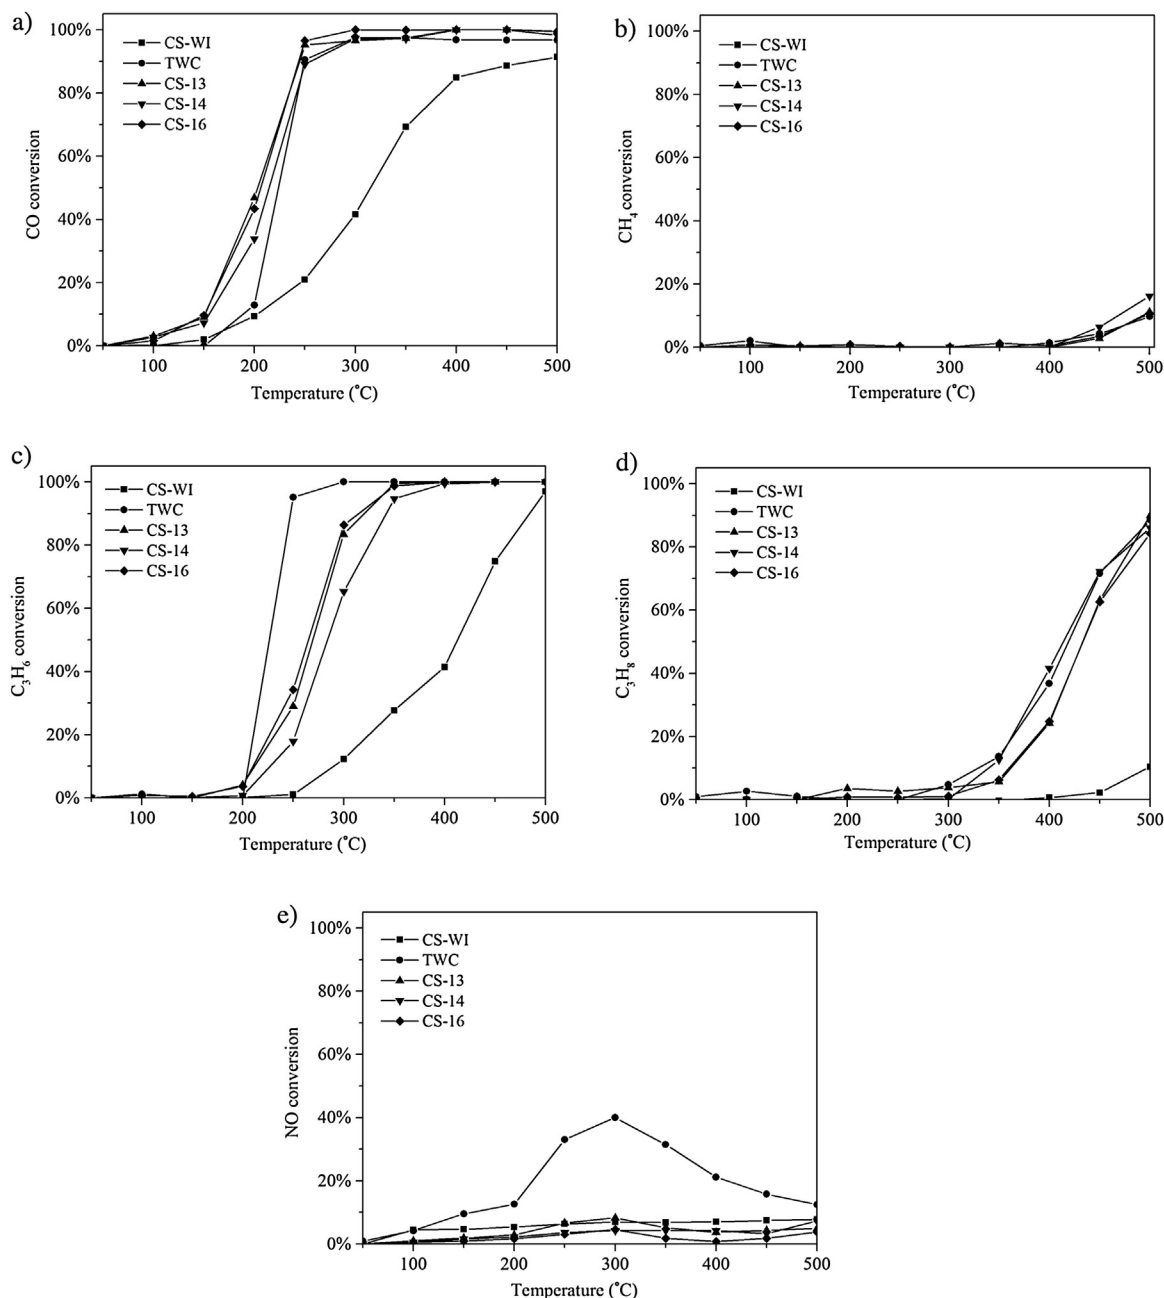 a)
100%
80%
60%
40%
20%
0%
CO conversion
CS-WI
TWC
CS-13
CS-14
CS-16
100
200
300
400
500
Temperature (°C)
b)
100%
80%
60%
40%
20%
0%
CH₄ conversion
CS-WI
TWC
CS-13
CS-14
CS-16
100
200
300
400
500
Temperature (°C)
c)
100%
80%
60%
40%
20%
0%
C₃H₆ conversion
CS-WI
TWC
CS-13
CS-14
CS-16
100
200
300
400
500
Temperature (°C)
d)
100%
80%
60%
40%
20%
0%
C₃H₈ conversion
CS-WI
TWC
CS-13
CS-14
CS-16
100
200
300
400
500
Temperature (°C)
e)
100%
80%
60%
40%
20%
0%
NO conversion
CS-WI
TWC
CS-13
CS-14
CS-16
100
200
300
400
500
Temperature (°C)